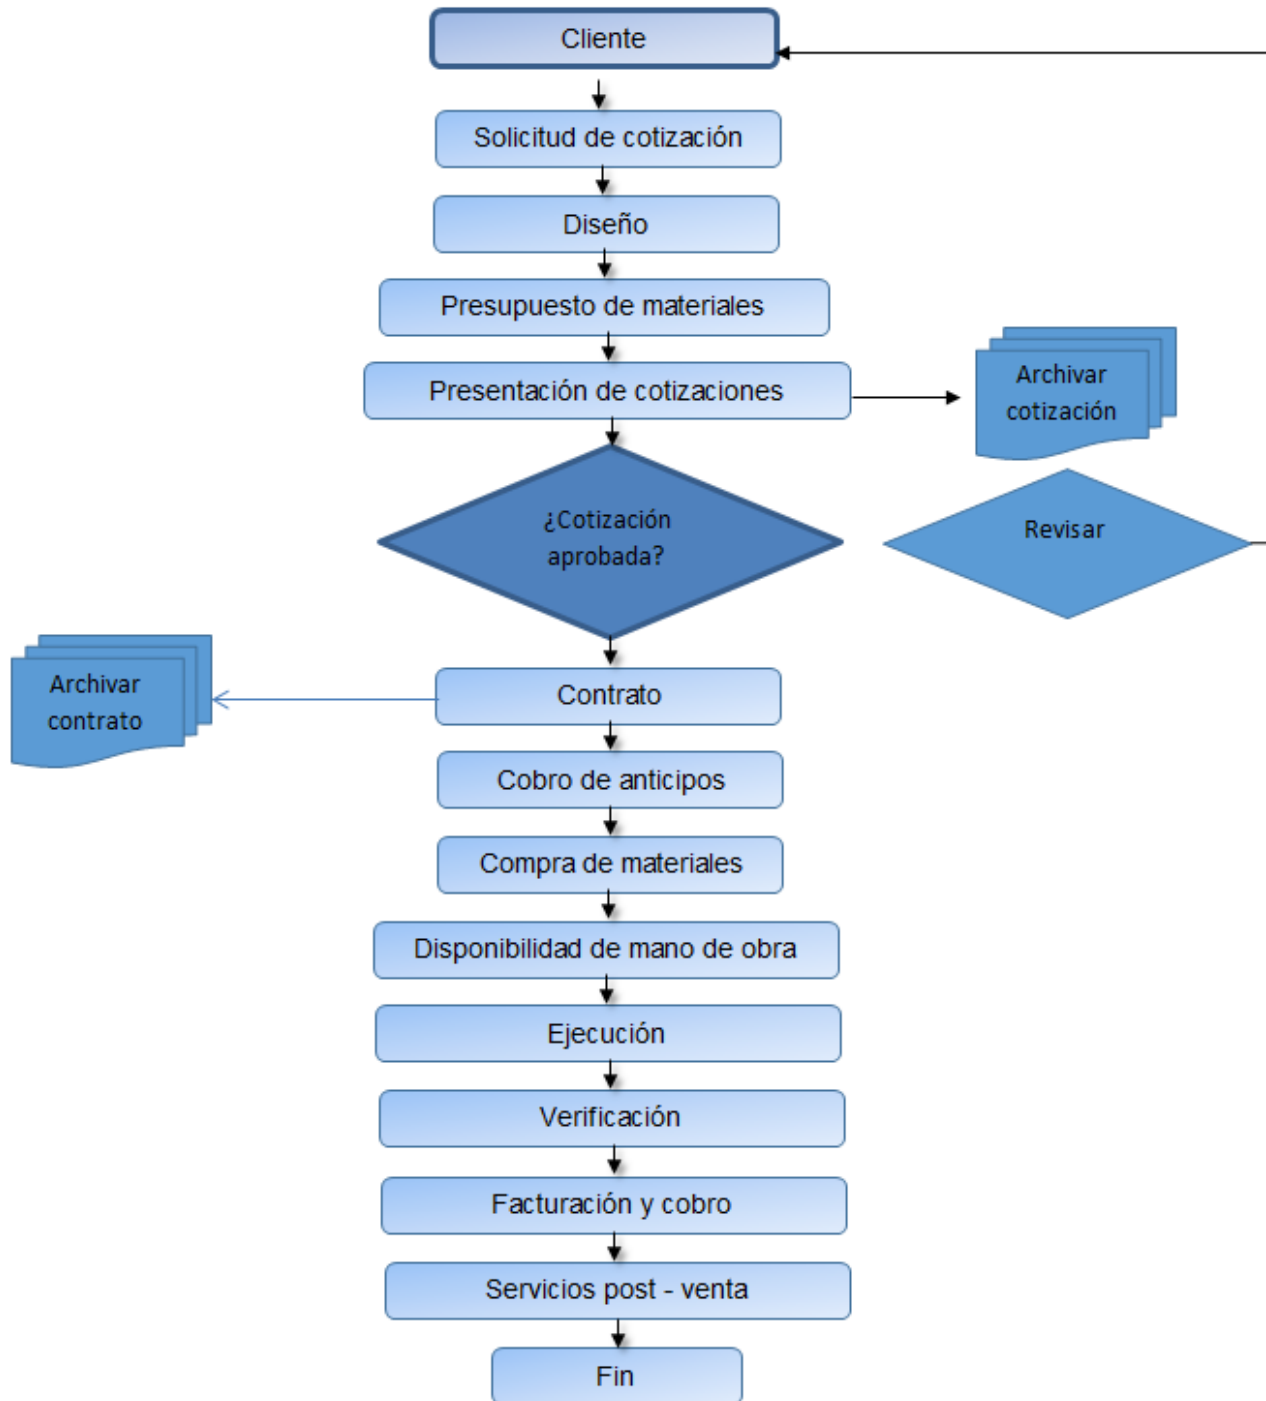 Cliente
Solicitud de cotización
Diseño
Presupuesto de materiales
Presentación de cotizaciones
Archivar
cotización
¿Cotización
aprobada?
Revisar
Contrato
Archivar
contrato
Cobro de anticipos
Compra de materiales
Disponibilidad de mano de obra
Ejecución
Verificación
Facturación y cobro
Servicios post - venta
Fin